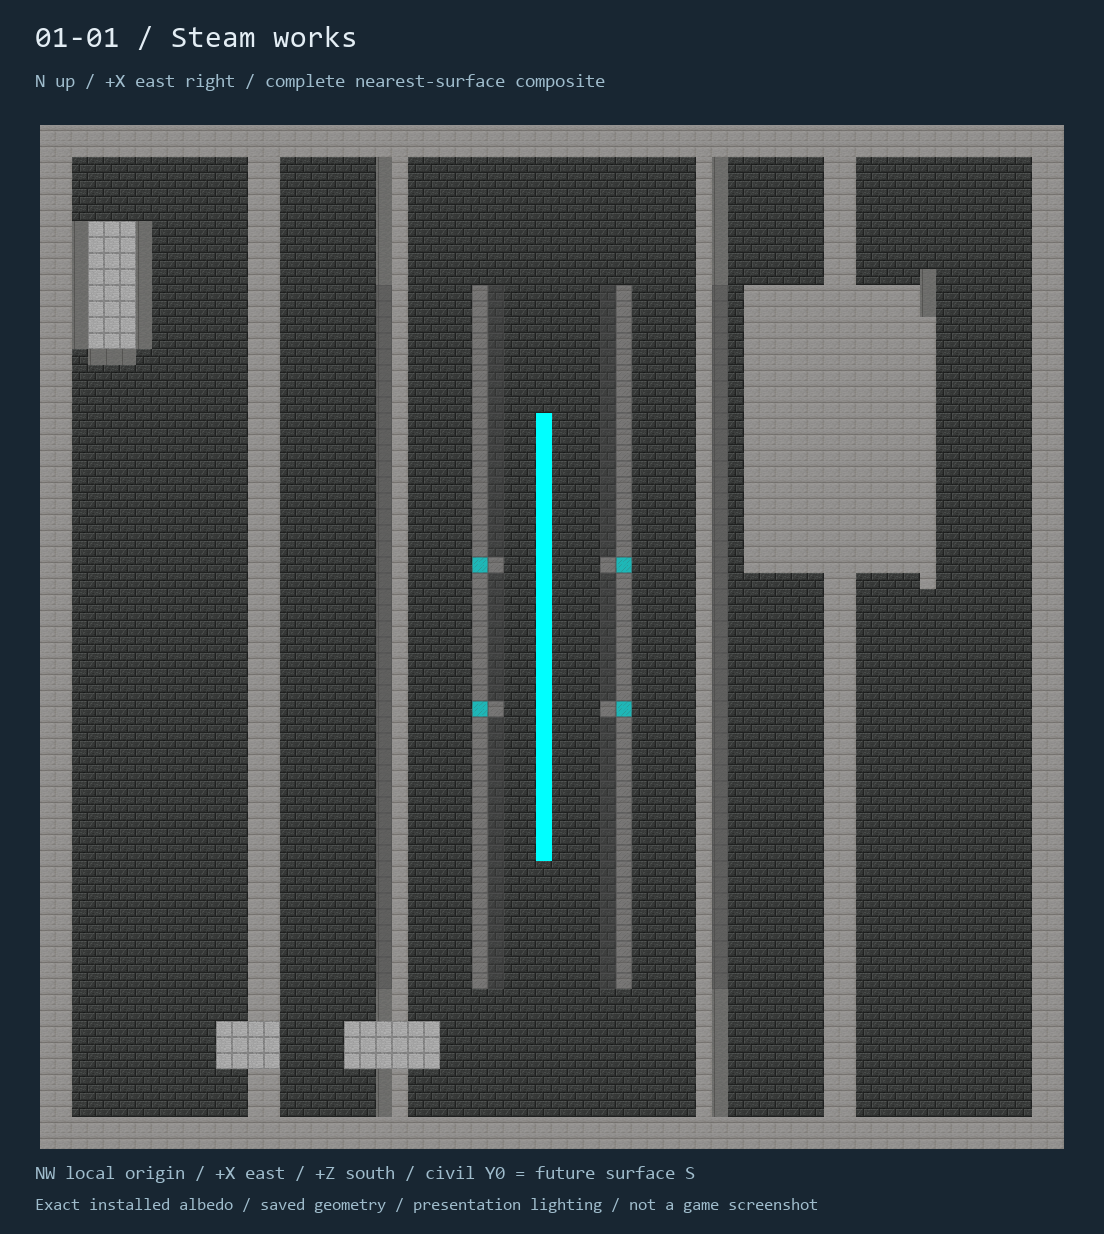 01-01 / Steam works
N up / +X east right / complete nearest-surface composite
NW local origin / +X east / +Z south / civil Y0 = future surface S
Exact installed albedo / saved geometry / presentation lighting / not a game screenshot